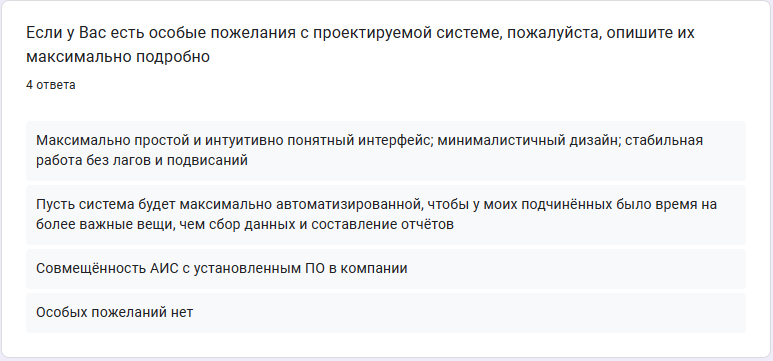 Если у Вас есть особые пожелания с проектируемой системе, пожалуйста, опишите их
максимально подробно
4 ответа
Максимально простой и интуитивно понятный интерфейс; минималистичный дизайн; стабильная
работа без лагов и подвисаний
Пусть система будет максимально автоматизированной, чтобы у моих подчинённых было время на
более важные вещи, чем сбор данных и составление отчётов
Совмещённость АИС с установленным ПО в компании
Особых пожеланий нет